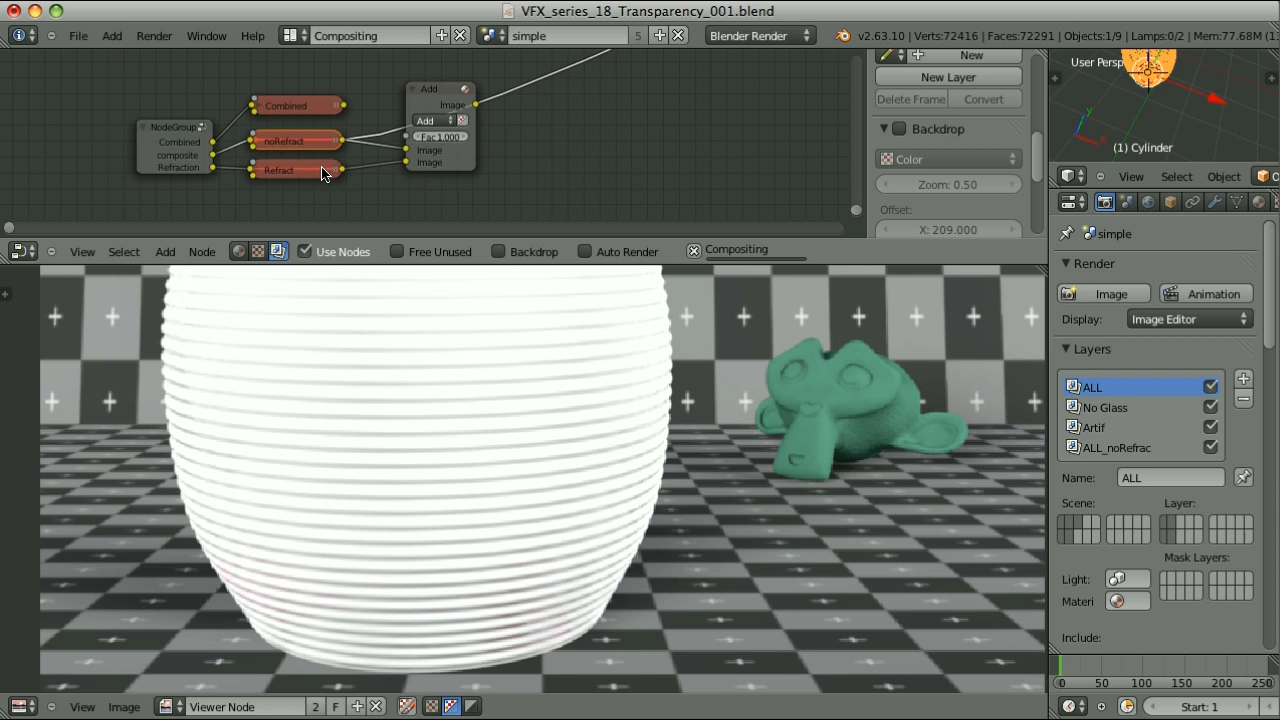 VFX_series_18_Transparency_001.blend
File Add Render Window Help Compositing simple 5 Blender Render v2.63.10 | Verts:72416 | Faces:72291 | Objects:1/9 | Lamps:0/2 | Mem:77.68M
Combined
NodeGroup
Combined
composite
Refraction
noRefract
Refract
Add
Image
Add
Fac 1.000
Image
Image
New
New Layer
Delete Frame Convert
Backdrop
Color
Zoom: 0.50
Offset:
X: 209.000
User Persp
(1) Cylinder
View Select Object
View Select Add Node Use Nodes Free Unused Backdrop Auto Render Compositing
simple
Render
Image Animation
Display: Image Editor
Layers
ALL
No Glass
Artif
ALL_noRefrac
Name: ALL
Scene: Layer:
Mask Layers:
Light:
Materi
Include:
0 50 100 150 200 250
View Image Viewer Node 2 F
Start: 1